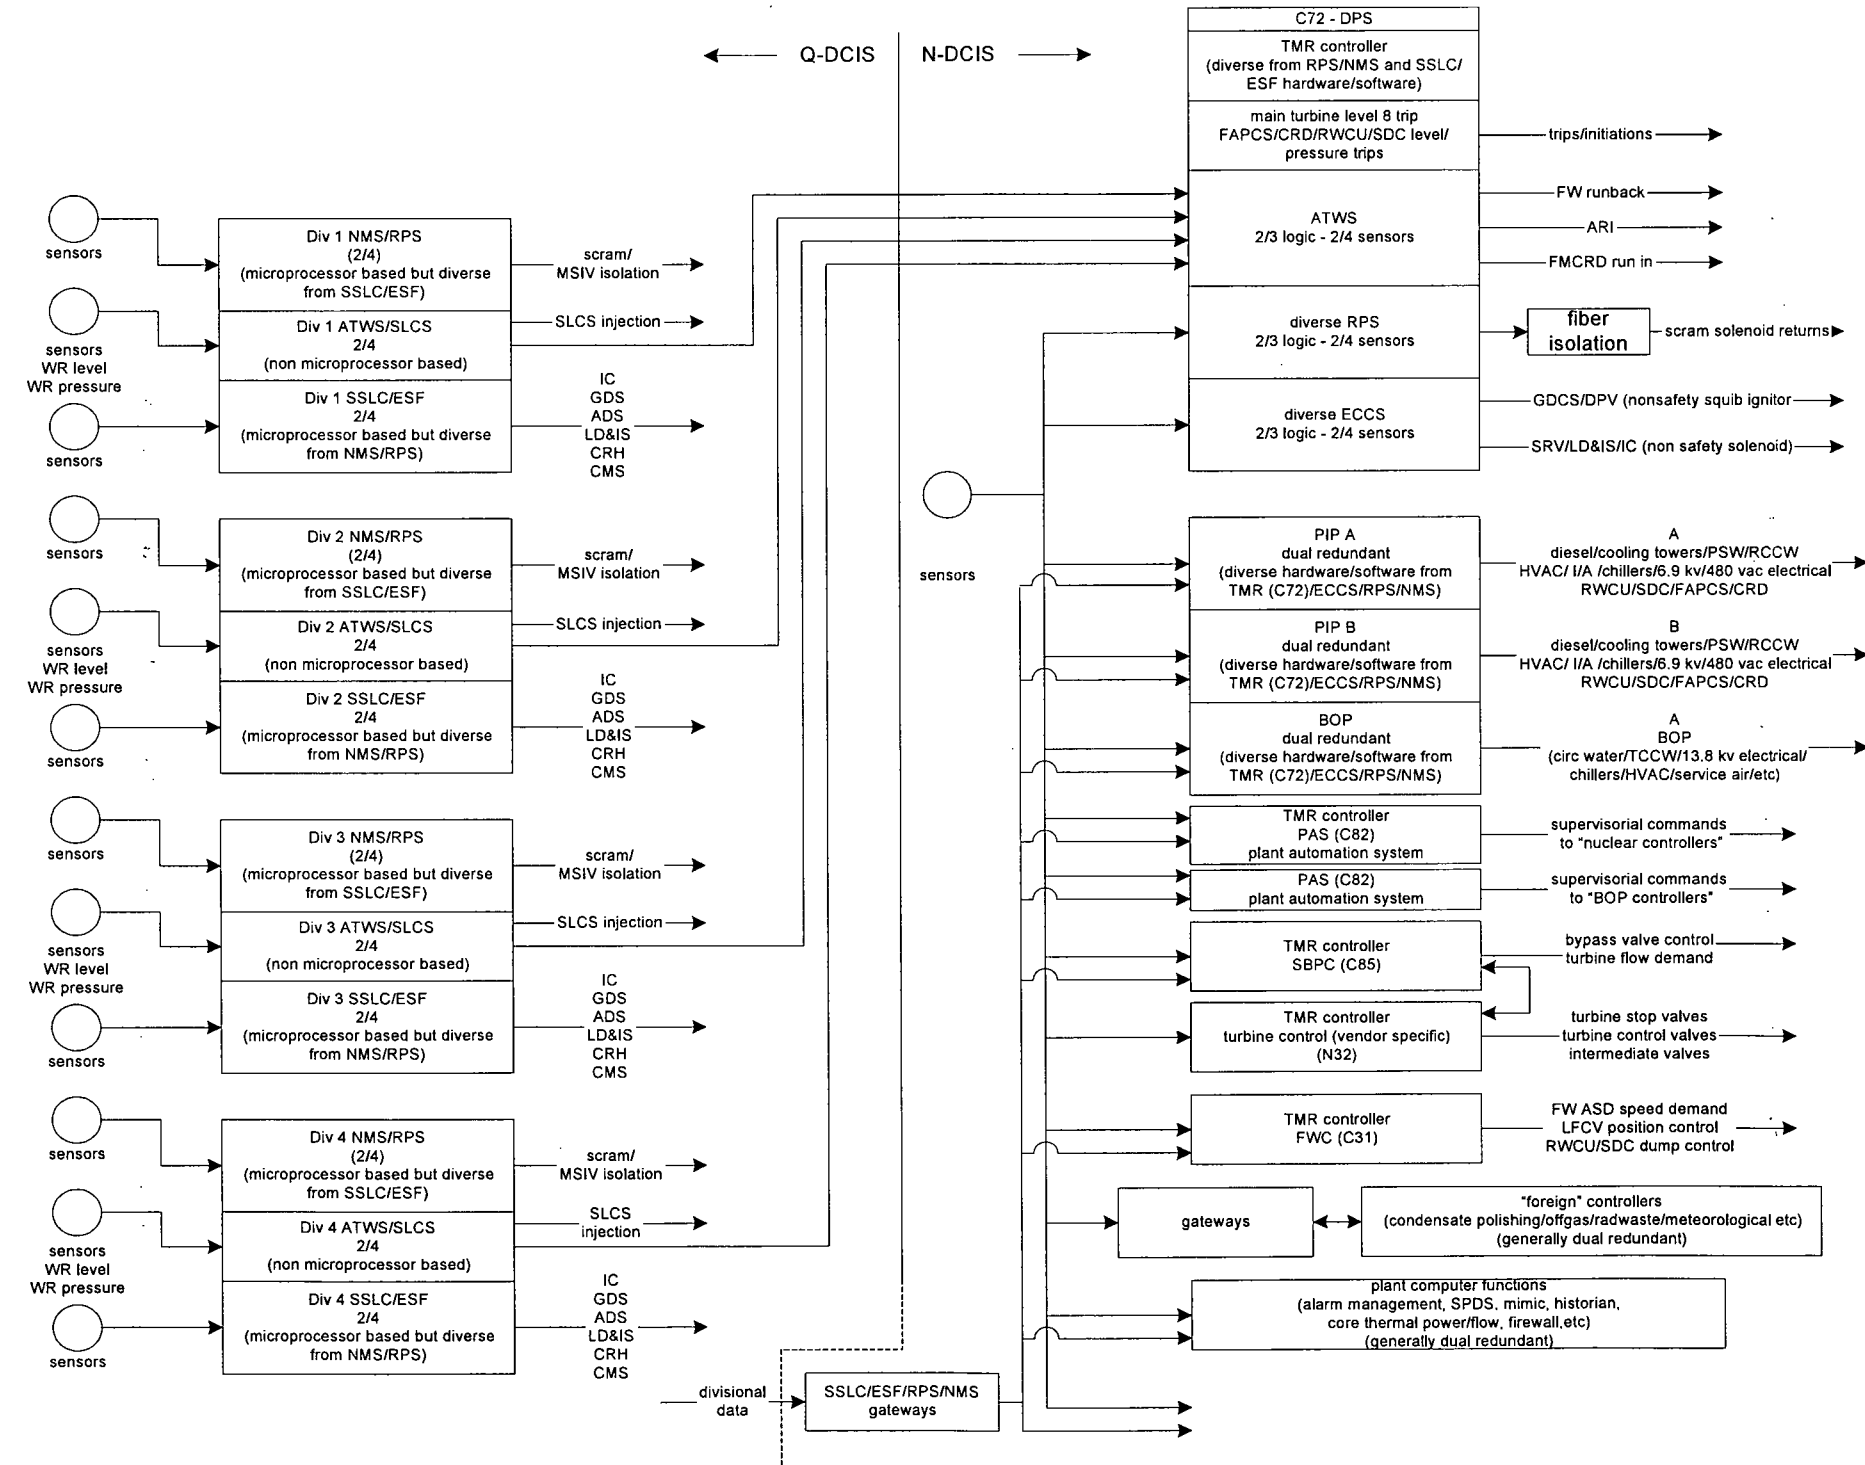 Q-DCIS
N-DCIS
C72 - DPS
TMR controller
(diverse from RPS/NMS and SSLC/
ESF hardware/software)
main turbine level 8 trip
FAPCS/CRD/RWCU/SDC level/
pressure trips
trips/initiations
ATWS
2/3 logic - 2/4 sensors
FW runback
ARI
FMCRD run in
diverse RPS
2/3 logic - 2/4 sensors
fiber
isolation
scram solenoid returns
diverse ECCS
2/3 logic - 2/4 sensors
GDCS/DPV (nonsafety squib ignitor
SRV/LD&IS/IC (non safety solenoid)
sensors
Div 1 NMS/RPS
(2/4)
(microprocessor based but diverse
from SSLC/ESF)
scram/
MSIV isolation
sensors
WR level
WR pressure
Div 1 ATWS/SLCS
2/4
(non microprocessor based)
SLCS injection
sensors
Div 1 SSLC/ESF
2/4
(microprocessor based but diverse
from NMS/RPS)
IC
GDS
ADS
LD&IS
CRH
CMS
sensors
Div 2 NMS/RPS
(2/4)
(microprocessor based but diverse
from SSLC/ESF)
scram/
MSIV isolation
sensors
WR level
WR pressure
Div 2 ATWS/SLCS
2/4
(non microprocessor based)
SLCS injection
sensors
Div 2 SSLC/ESF
2/4
(microprocessor based but diverse
from NMS/RPS)
IC
GDS
ADS
LD&IS
CRH
CMS
sensors
Div 3 NMS/RPS
(2/4)
(microprocessor based but diverse
from SSLC/ESF)
scram/
MSIV isolation
sensors
WR level
WR pressure
Div 3 ATWS/SLCS
2/4
(non microprocessor based)
SLCS injection
sensors
Div 3 SSLC/ESF
2/4
(microprocessor based but diverse
from NMS/RPS)
IC
GDS
ADS
LD&IS
CRH
CMS
sensors
Div 4 NMS/RPS
(2/4)
(microprocessor based but diverse
from SSLC/ESF)
scram/
MSIV isolation
sensors
WR level
WR pressure
Div 4 ATWS/SLCS
2/4
(non microprocessor based)
SLCS
injection
sensors
Div 4 SSLC/ESF
2/4
(microprocessor based but diverse
from NMS/RPS)
IC
GDS
ADS
LD&IS
CRH
CMS
divisional
data
SSLC/ESF/RPS/NMS
gateways
sensors
PIP A
dual redundant
(diverse hardware/software from
TMR (C72)/ECCS/RPS/NMS)
A
diesel/cooling towers/PSW/RCCW
HVAC/ I/A /chillers/6.9 kv/480 vac electrical
RWCU/SDC/FAPCS/CRD
PIP B
dual redundant
(diverse hardware/software from
TMR (C72)/ECCS/RPS/NMS)
B
diesel/cooling towers/PSW/RCCW
HVAC/ I/A /chillers/6.9 kv/480 vac electrical
RWCU/SDC/FAPCS/CRD
BOP
dual redundant
(diverse hardware/software from
TMR (C72)/ECCS/RPS/NMS)
A
BOP
(circ water/TCCW/13.8 kv electrical/
chillers/HVAC/service air/etc)
TMR controller
PAS (C82)
plant automation system
supervisorial commands
to "nuclear controllers"
PAS (C82)
plant automation system
supervisorial commands
to "BOP controllers"
TMR controller
SBPC (C85)
bypass valve control
turbine flow demand
TMR controller
turbine control (vendor specific)
(N32)
turbine stop valves
turbine control valves
intermediate valves
TMR controller
FWC (C31)
FW ASD speed demand
LFCV position control
RWCU/SDC dump control
gateways
"foreign" controllers
(condensate polishing/offgas/radwaste/meteorological etc)
(generally dual redundant)
plant computer functions
(alarm management, SPDS, mimic, historian,
core thermal power/flow, firewall,etc)
(generally dual redundant)